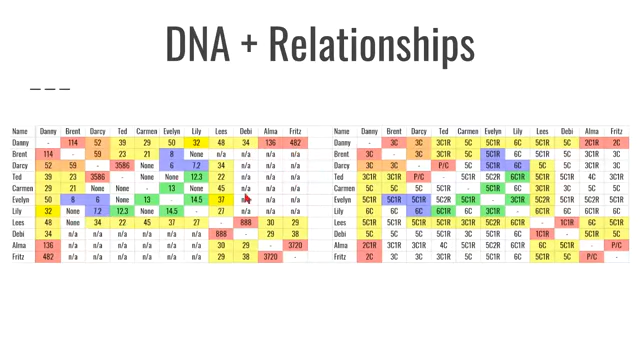 DNA + Relationships
Name Danny Brent Darcy Ted Carmen Evelyn Lily Lees Debi Alma Fritz
Danny - 114 52 39 29 50 32 48 34 136 482
Brent 114 - 59 23 21 8 None None n/a n/a n/a
Darcy 52 59 - 3586 None 6 7.2 34 n/a n/a n/a
Ted 39 23 3586 - None None 12.3 22 n/a n/a n/a
Carmen 29 21 None None - 13 None 45 n/a n/a n/a
Evelyn 50 8 6 None 13 - 14.5 37 n/a n/a n/a
Lily 32 None 7.2 12.3 None 14.5 - 27 n/a n/a n/a
Lees 48 None 34 22 45 37 27 - 888 30 29
Debi 34 n/a n/a n/a n/a n/a n/a 888 - 29 38
Alma 136 n/a n/a n/a n/a n/a n/a 30 29 - 3720
Fritz 482 n/a n/a n/a n/a n/a n/a 29 38 3720 -
Name Danny Brent Darcy Ted Carmen Evelyn Lily Lees Debi Alma Fritz
Danny - 3C 3C 3C1R 5C 5C1R 6C 5C1R 5C 2C1R 2C
Brent 3C - 3C 3C1R 5C 5C1R 6C 5C1R 5C 3C1R 3C
Darcy 3C 3C - P/C 5C 5C1R 6C 5C1R 5C 3C1R 3C
Ted 3C1R 3C1R P/C - 5C1R 5C2R 6C1R 5C1R 5C1R 4C 3C1R
Carmen 5C 5C 5C 5C1R - 5C1R 6C 3C1R 3C 5C 5C
Evelyn 5C1R 5C1R 5C1R 5C2R 5C1R - 3C1R
Lily 6C 6C 6C 6C1R 6C 3C1R - 6C1R 6C 6C1R 6C
Lees 5C1R 5C1R 5C1R 5C1R 3C1R 5C2R 6C1R - 1C1R 6C 5C1R
Debi 5C 5C 5C 5C1R 3C 5C1R 6C 1C1R - 5C1R 5C
Alma 2C1R 3C1R 3C1R 4C 5C1R 5C2R 6C1R 6C 5C1R - P/C
Fritz 2C 3C 3C 3C1R 5C 5C1R 6C 5C1R 5C P/C -